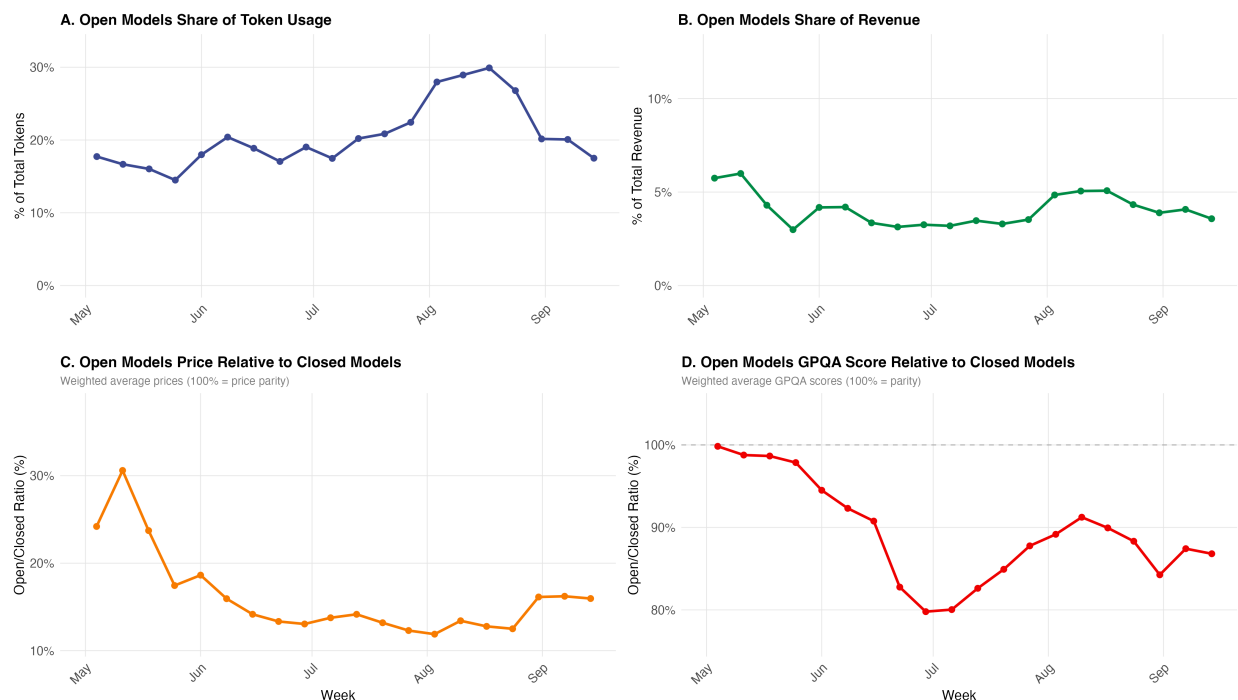 A. Open Models Share of Token Usage
% of Total Tokens
30%
20%
10%
0%
May
Jun
Jul
Aug
Sep
B. Open Models Share of Revenue
% of Total Revenue
10%
5%
0%
May
Jun
Jul
Aug
Sep
C. Open Models Price Relative to Closed Models
Weighted average prices (100% = price parity)
Open/Closed Ratio (%)
30%
20%
10%
May
Jun
Jul
Aug
Sep
Week
D. Open Models GPQA Score Relative to Closed Models
Weighted average GPQA scores (100% = parity)
Open/Closed Ratio (%)
100%
90%
80%
May
Jun
Jul
Aug
Sep
Week